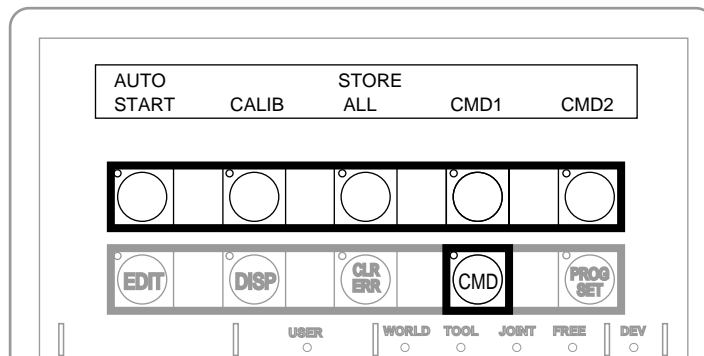 AUTO STORE
START CALIB ALL CMD1 CMD2
EDIT DISP CLR ERR CMD PROG SET
USER WORLD TOOL JOINT FREE DEV